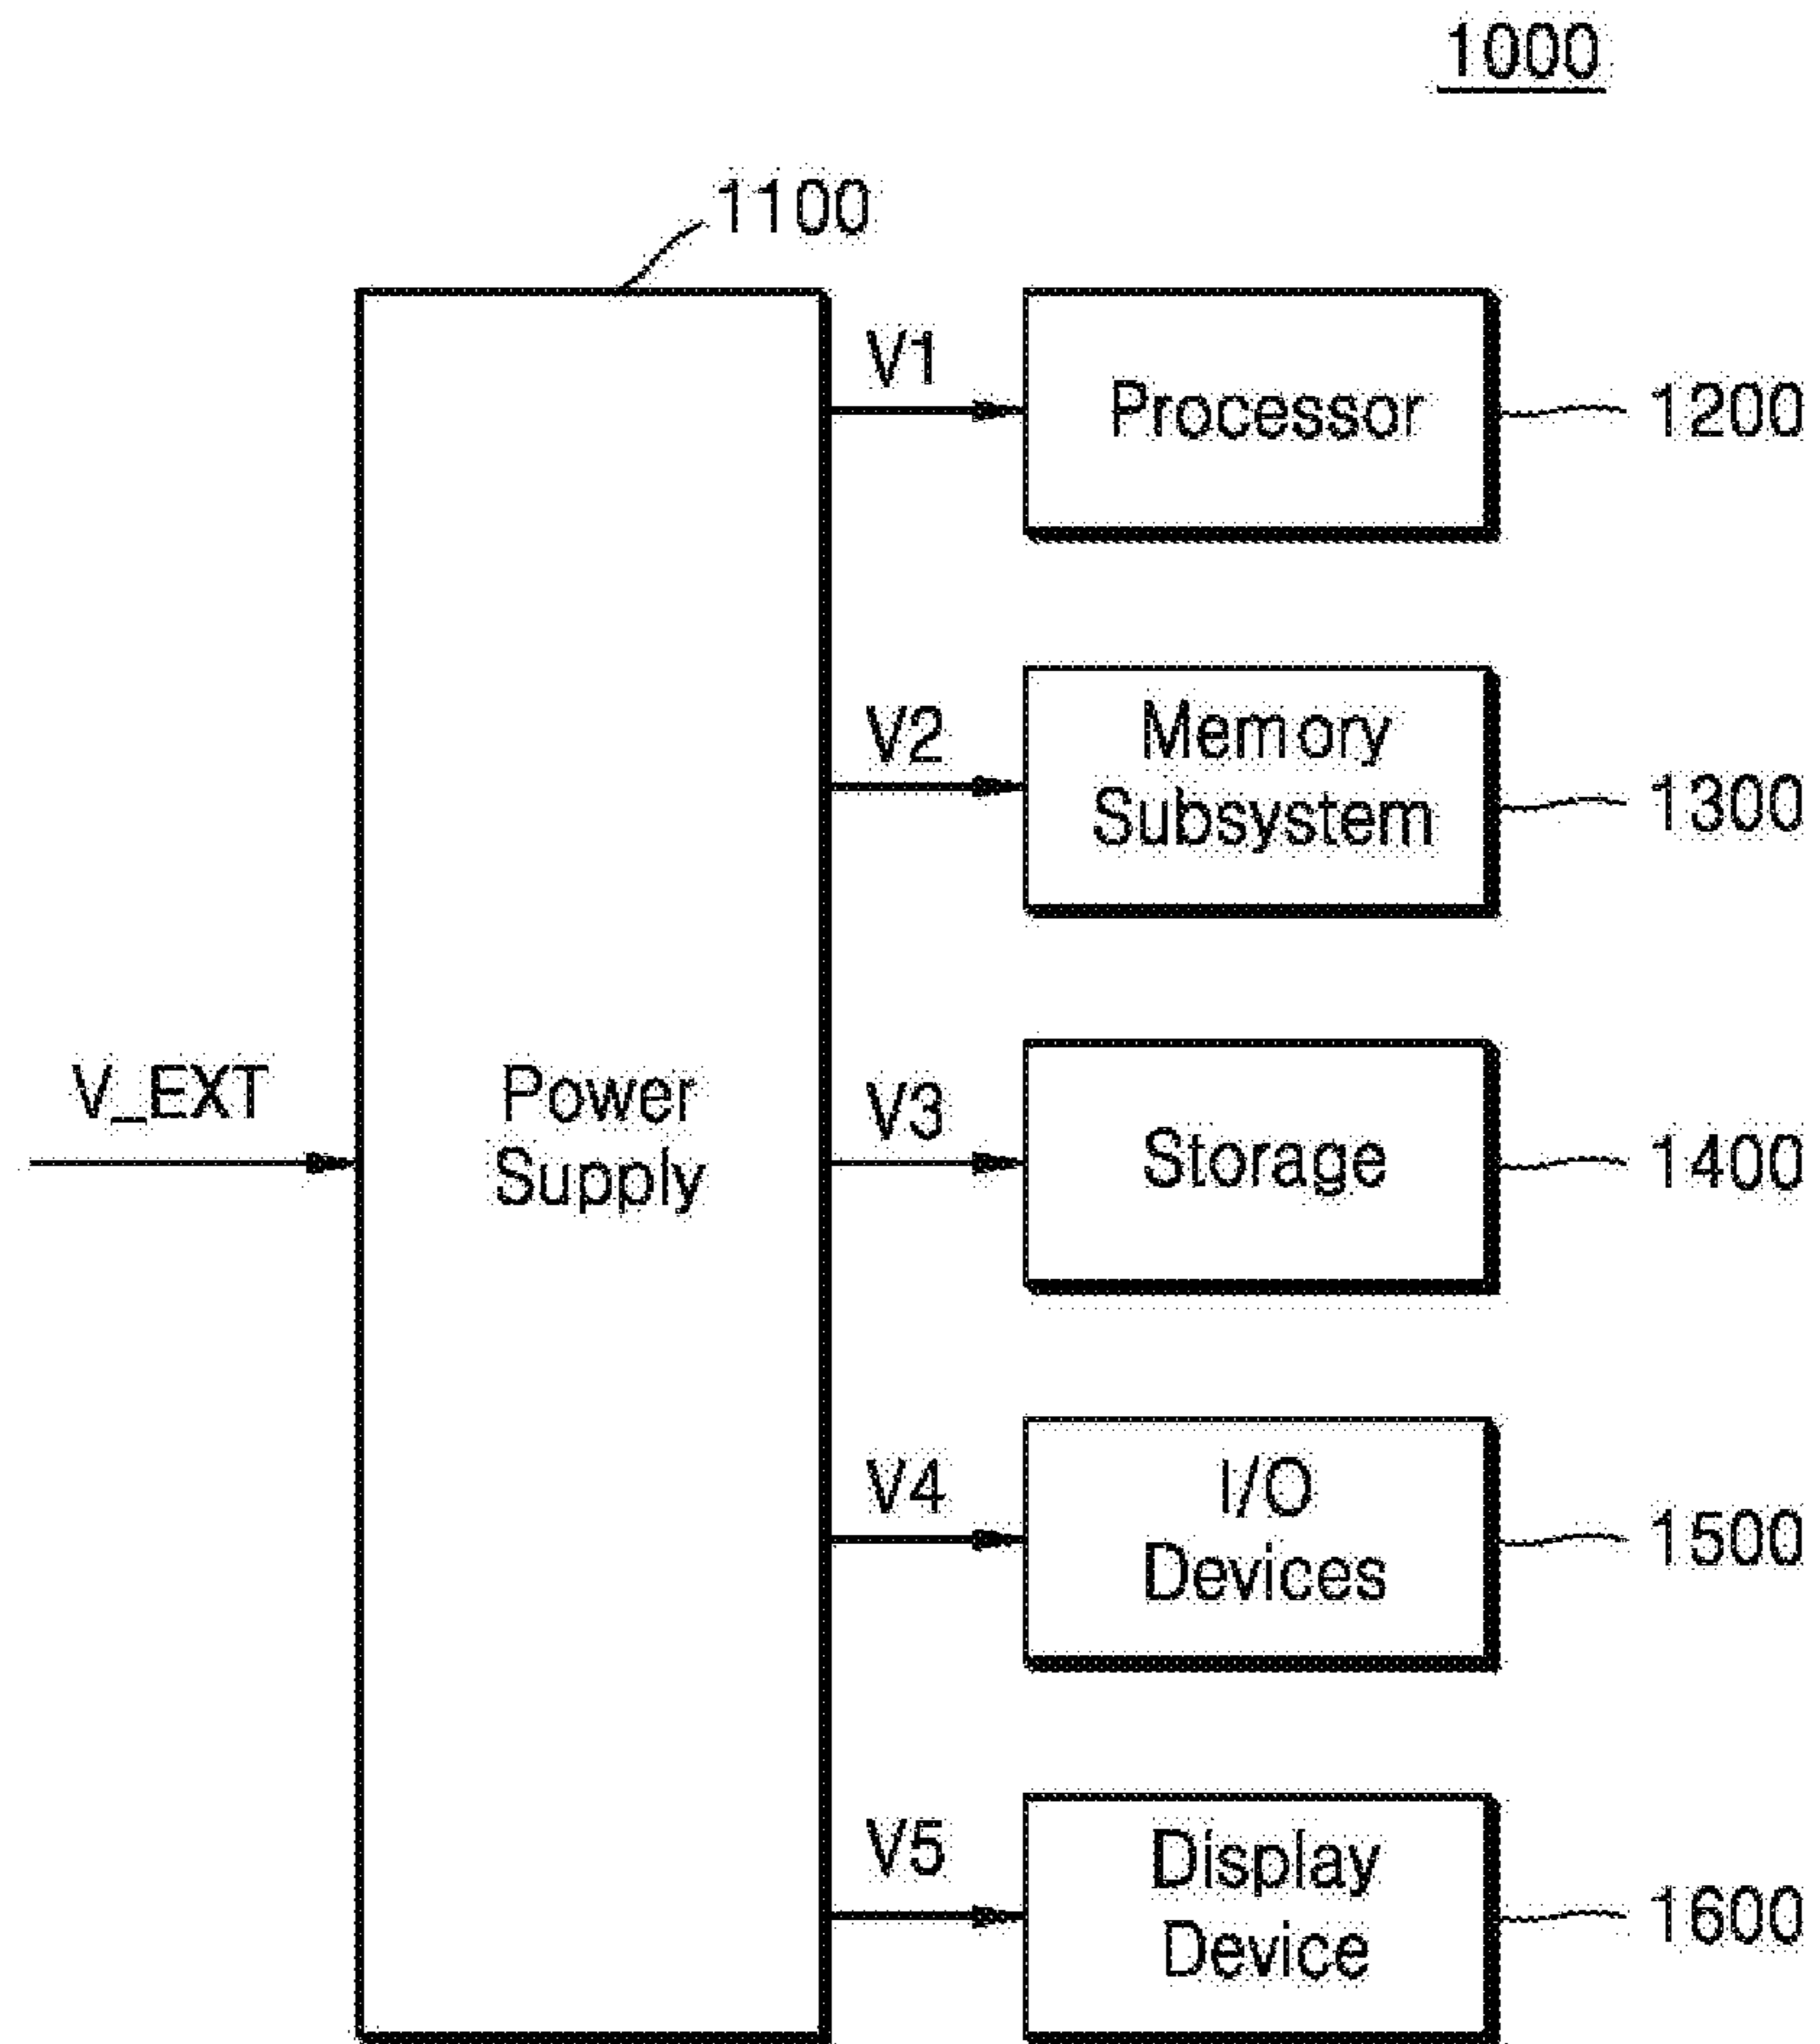 1000
1100
V1
Processor
1200
V2
Memory
Subsystem
1300
V_EXT
Power
Supply
V3
Storage
1400
V4
I/O
Devices
1500
V5
Display
Device
1600